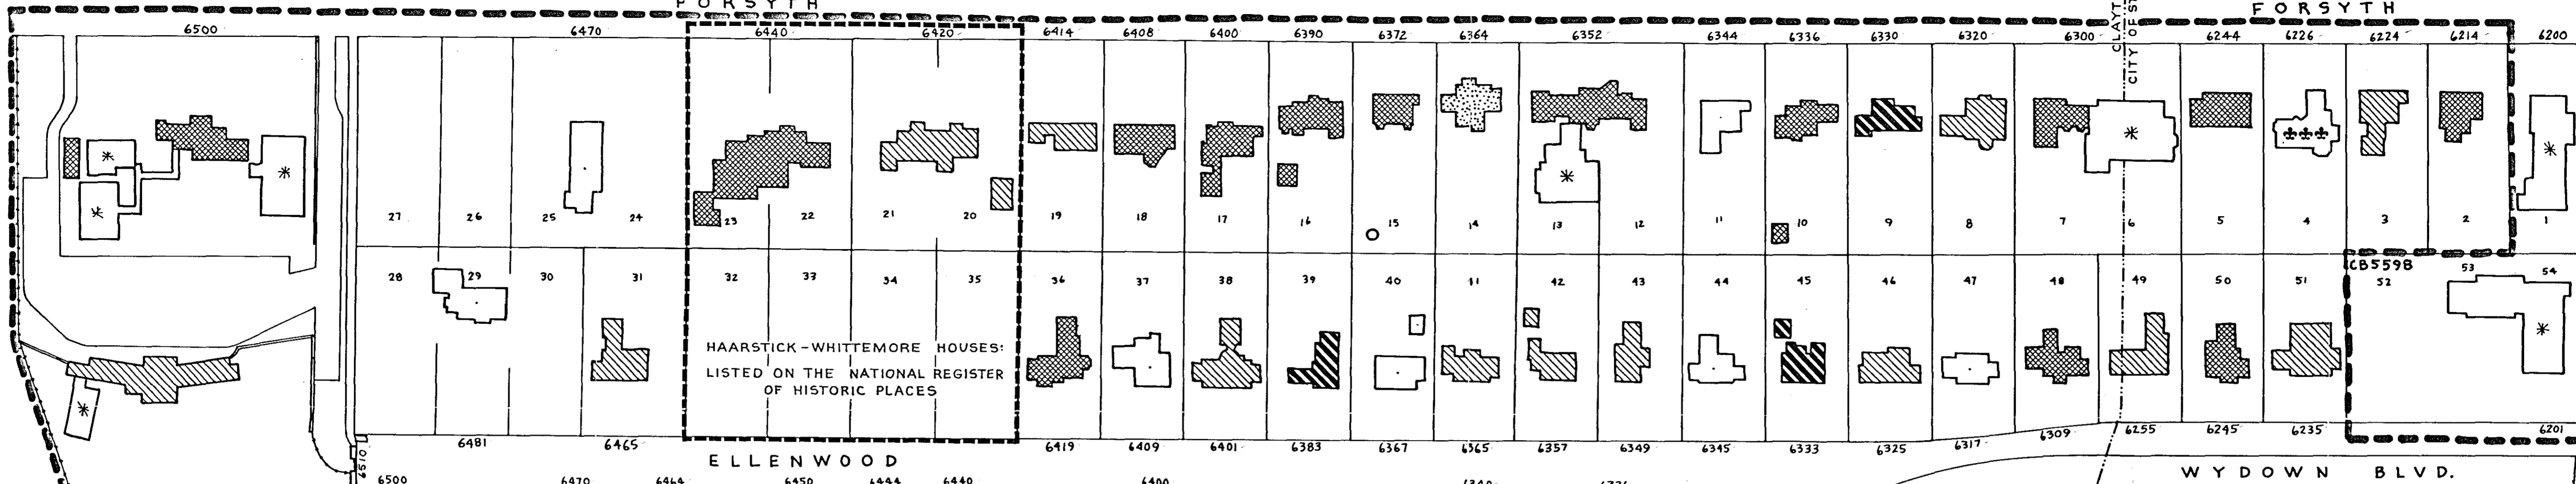 FORSYTH
FORSYTH
CLAYT
CITY OF S
6500 6470 6440 6420 6414 6408 6400 6390 6372 6364 6352 6344 6336 6330 6320 6300 6244 6226 6224 6214 6200
27 26 25 24 23 22 21 20 19 18 17 16 15 14 13 12 11 10 9 8 7 6 5 4 3 2 1
28 29 30 31 32 33 34 35 36 37 38 39 40 41 42 43 44 45 46 47 48 49 50 51 52 53 54
CB5598
HAARSTICK-WHITTEMORE HOUSES:
LISTED ON THE NATIONAL REGISTER
OF HISTORIC PLACES
6481 6465 6419 6409 6401 6383 6367 6365 6357 6349 6345 6333 6325 6317 6309 6255 6245 6235 6201
ELLENWOOD
WYDOWN BLVD.
6510
6500 6470 6464 6450 6444 6440 6400